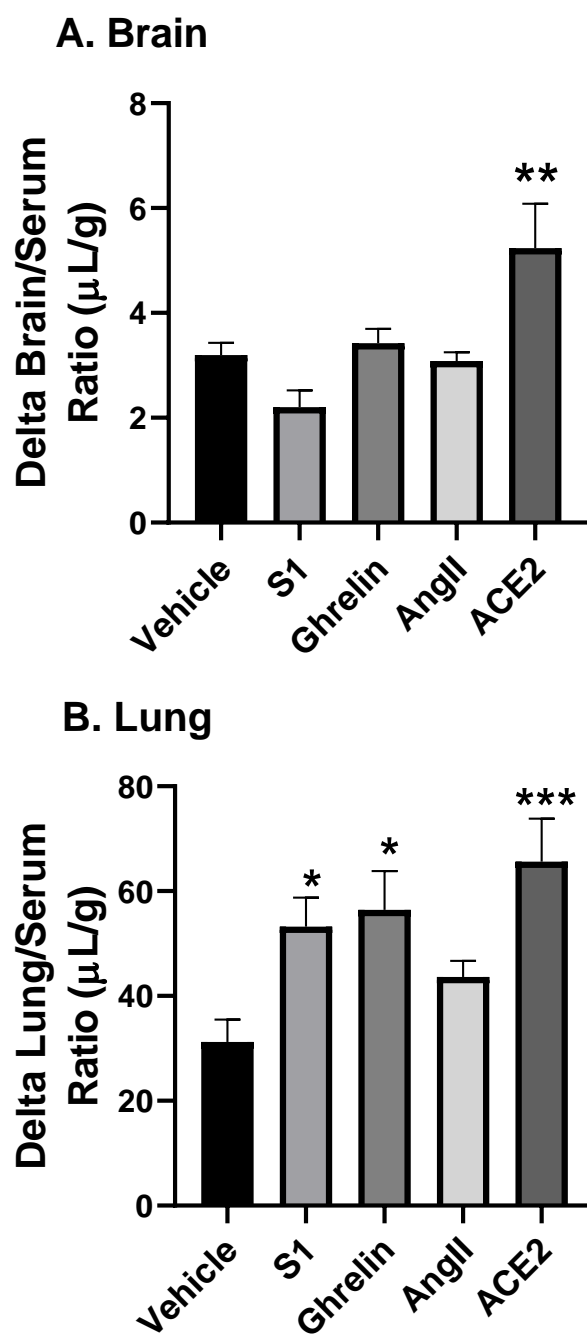 A. Brain
Delta Brain/Serum
Ratio (μL/g)
8
6
4
2
0
**
Vehicle
S1
Ghrelin
AngII
ACE2
B. Lung
Delta Lung/Serum
Ratio (μL/g)
80
60
40
20
0
*
*
***
Vehicle
S1
Ghrelin
AngII
ACE2